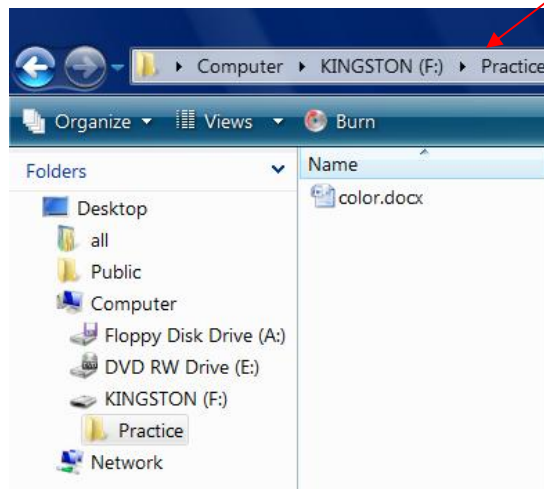 Computer KINGSTON (F:) Practice
Organize Views Burn
Folders
Name
Desktop
color.docx
all
Public
Computer
Floppy Disk Drive (A:)
DVD RW Drive (E:)
KINGSTON (F:)
Practice
Network